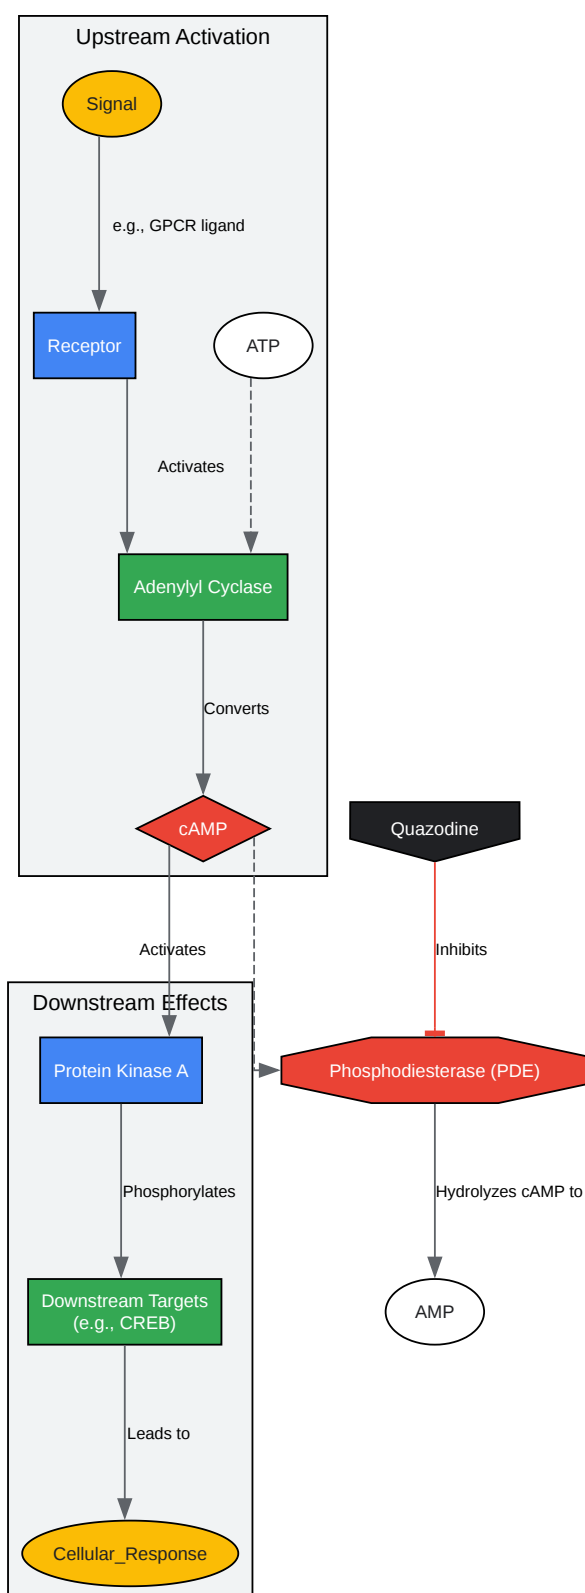 Upstream Activation
Signal
e.g., GPCR ligand
Receptor
ATP
Activates
Adenylyl Cyclase
Converts
cAMP
Quazodine
Activates
Inhibits
Downstream Effects
Protein Kinase A
Phosphodiesterase (PDE)
Phosphorylates
Hydrolyzes cAMP to
Downstream Targets
(e.g., CREB)
AMP
Leads to
Cellular_Response